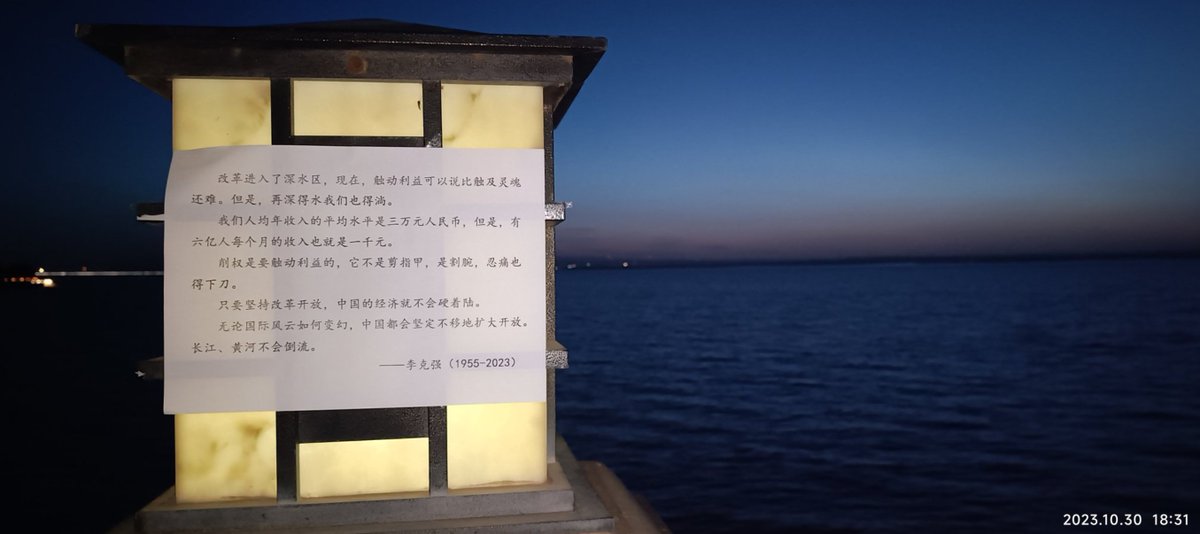 改革进入了深水区，现在，触动利益可以说比触及灵魂
还难。但是，再深得水我们也得淌。
我们人均年收入的平均水平是三万元人民币，但是，有
六亿人每个月的收入也就是一千元。
削权是要触动利益的，它不是剪指甲，是割腕，忍痛也
得下刀。
只要坚持改革开放，中国的经济就不会硬着陆。
无论国际风云如何变幻，中国都会坚定不移地扩大开放。
长江、黄河不会倒流。
——李克强（1955-2023）
2023.10.30 18:31